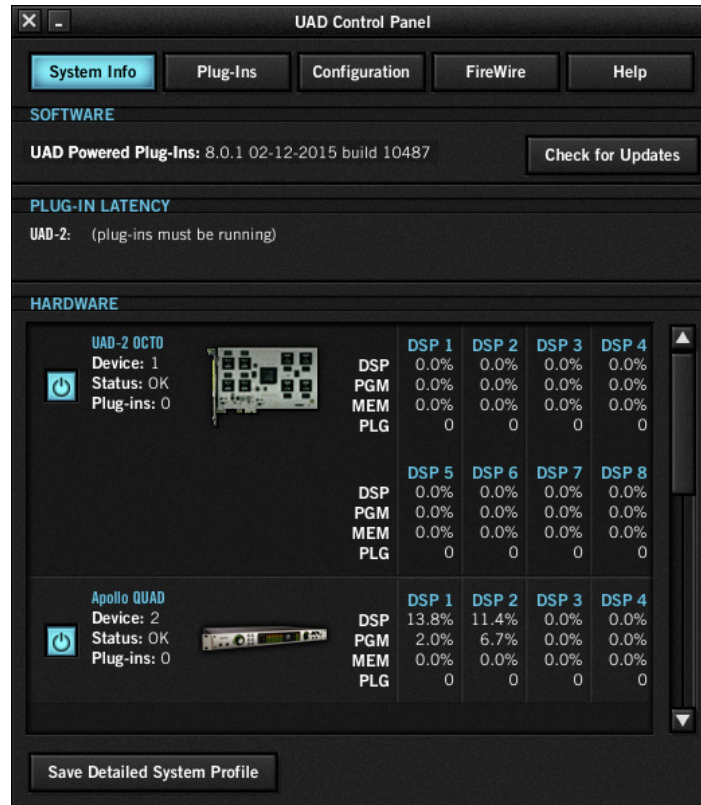 UAD Control Panel
System Info Plug-Ins Configuration FireWire Help
SOFTWARE
UAD Powered Plug-Ins: 8.0.1 02-12-2015 build 10487 Check for Updates
PLUG-IN LATENCY
UAD-2: (plug-ins must be running)
HARDWARE
UAD-2 OCTO
Device: 1
Status: OK
Plug-ins: 0
DSP 1 DSP 2 DSP 3 DSP 4
DSP 0.0% 0.0% 0.0% 0.0%
PGM 0.0% 0.0% 0.0% 0.0%
MEM 0.0% 0.0% 0.0% 0.0%
PLG 0 0 0 0
DSP 5 DSP 6 DSP 7 DSP 8
DSP 0.0% 0.0% 0.0% 0.0%
PGM 0.0% 0.0% 0.0% 0.0%
MEM 0.0% 0.0% 0.0% 0.0%
PLG 0 0 0 0
Apollo QUAD
Device: 2
Status: OK
Plug-ins: 0
DSP 1 DSP 2 DSP 3 DSP 4
DSP 13.8% 11.4% 0.0% 0.0%
PGM 2.0% 6.7% 0.0% 0.0%
MEM 0.0% 0.0% 0.0% 0.0%
PLG 0 0 0 0
Save Detailed System Profile